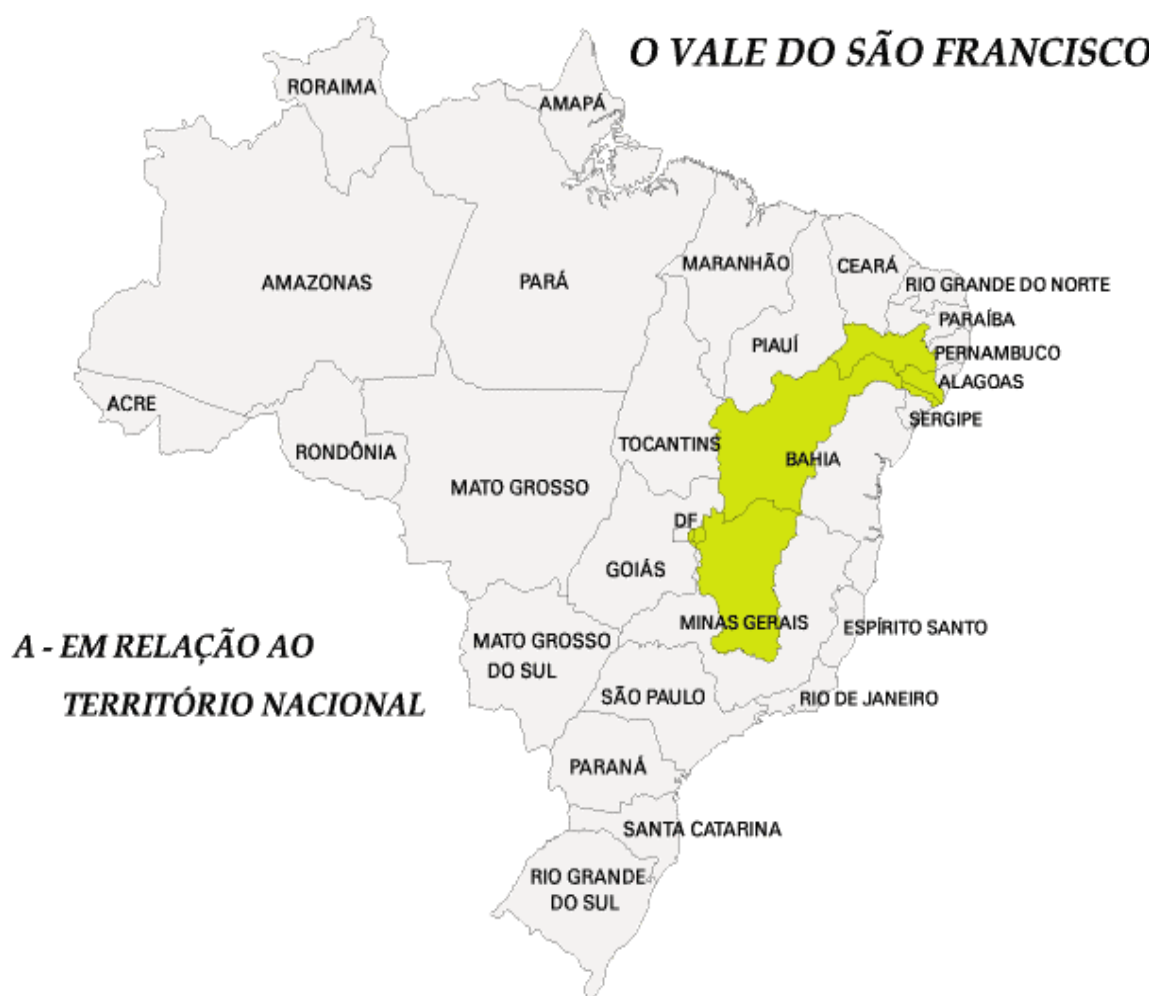 O VALE DO SÃO FRANCISCO
RORAIMA
AMAPÁ
AMAZONAS
PARÁ
MARANHÃO
CEARÁ
RIO GRANDE DO NORTE
PARAÍBA
PIAUÍ
PERNAMBUCO
ALAGOAS
SERGIPE
ACRE
RONDÔNIA
TOCANTINS
BAHIA
MATO GROSSO
DF
GOIÁS
MINAS GERAIS
ESPÍRITO SANTO
MATO GROSSO
DO SUL
SÃO PAULO
RIO DE JANEIRO
A - EM RELAÇÃO AO
TERRITÓRIO NACIONAL
PARANÁ
SANTA CATARINA
RIO GRANDE
DO SUL